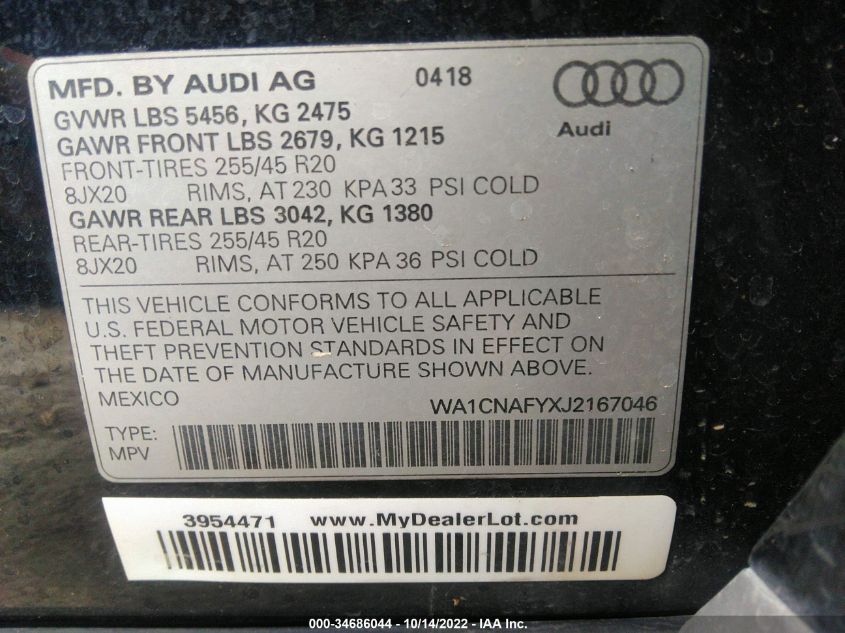 MFD. BY AUDI AG 0418
GVWR LBS 5456, KG 2475
Audi
GAWR FRONT LBS 2679, KG 1215
FRONT-TIRES 255/45 R20
8JX20 RIMS, AT 230 KPA 33 PSI COLD
GAWR REAR LBS 3042, KG 1380
REAR-TIRES 255/45 R20
8JX20 RIMS, AT 250 KPA 36 PSI COLD
THIS VEHICLE CONFORMS TO ALL APPLICABLE
U.S. FEDERAL MOTOR VEHICLE SAFETY AND
THEFT PREVENTION STANDARDS IN EFFECT ON
THE DATE OF MANUFACTURE SHOWN ABOVE.
MEXICO WA1CNAFYXJ2167046
TYPE:
MPV
3954471 www.MyDealerLot.com
000-34686044 - 10/14/2022 - IAA Inc.